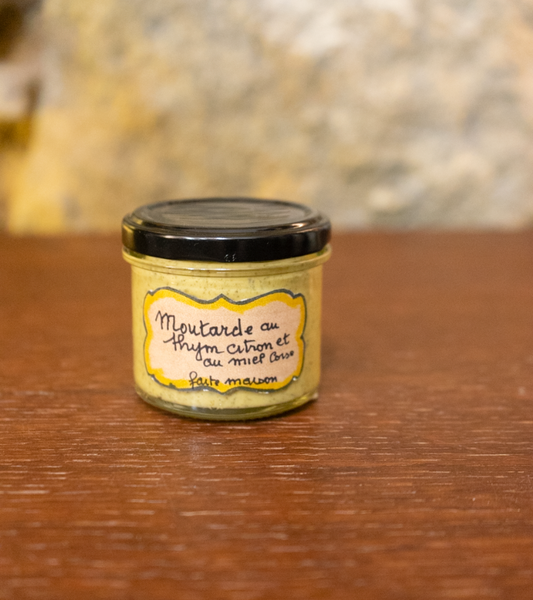 Moutarde au
thym citron et
au miel Corse
faite maison